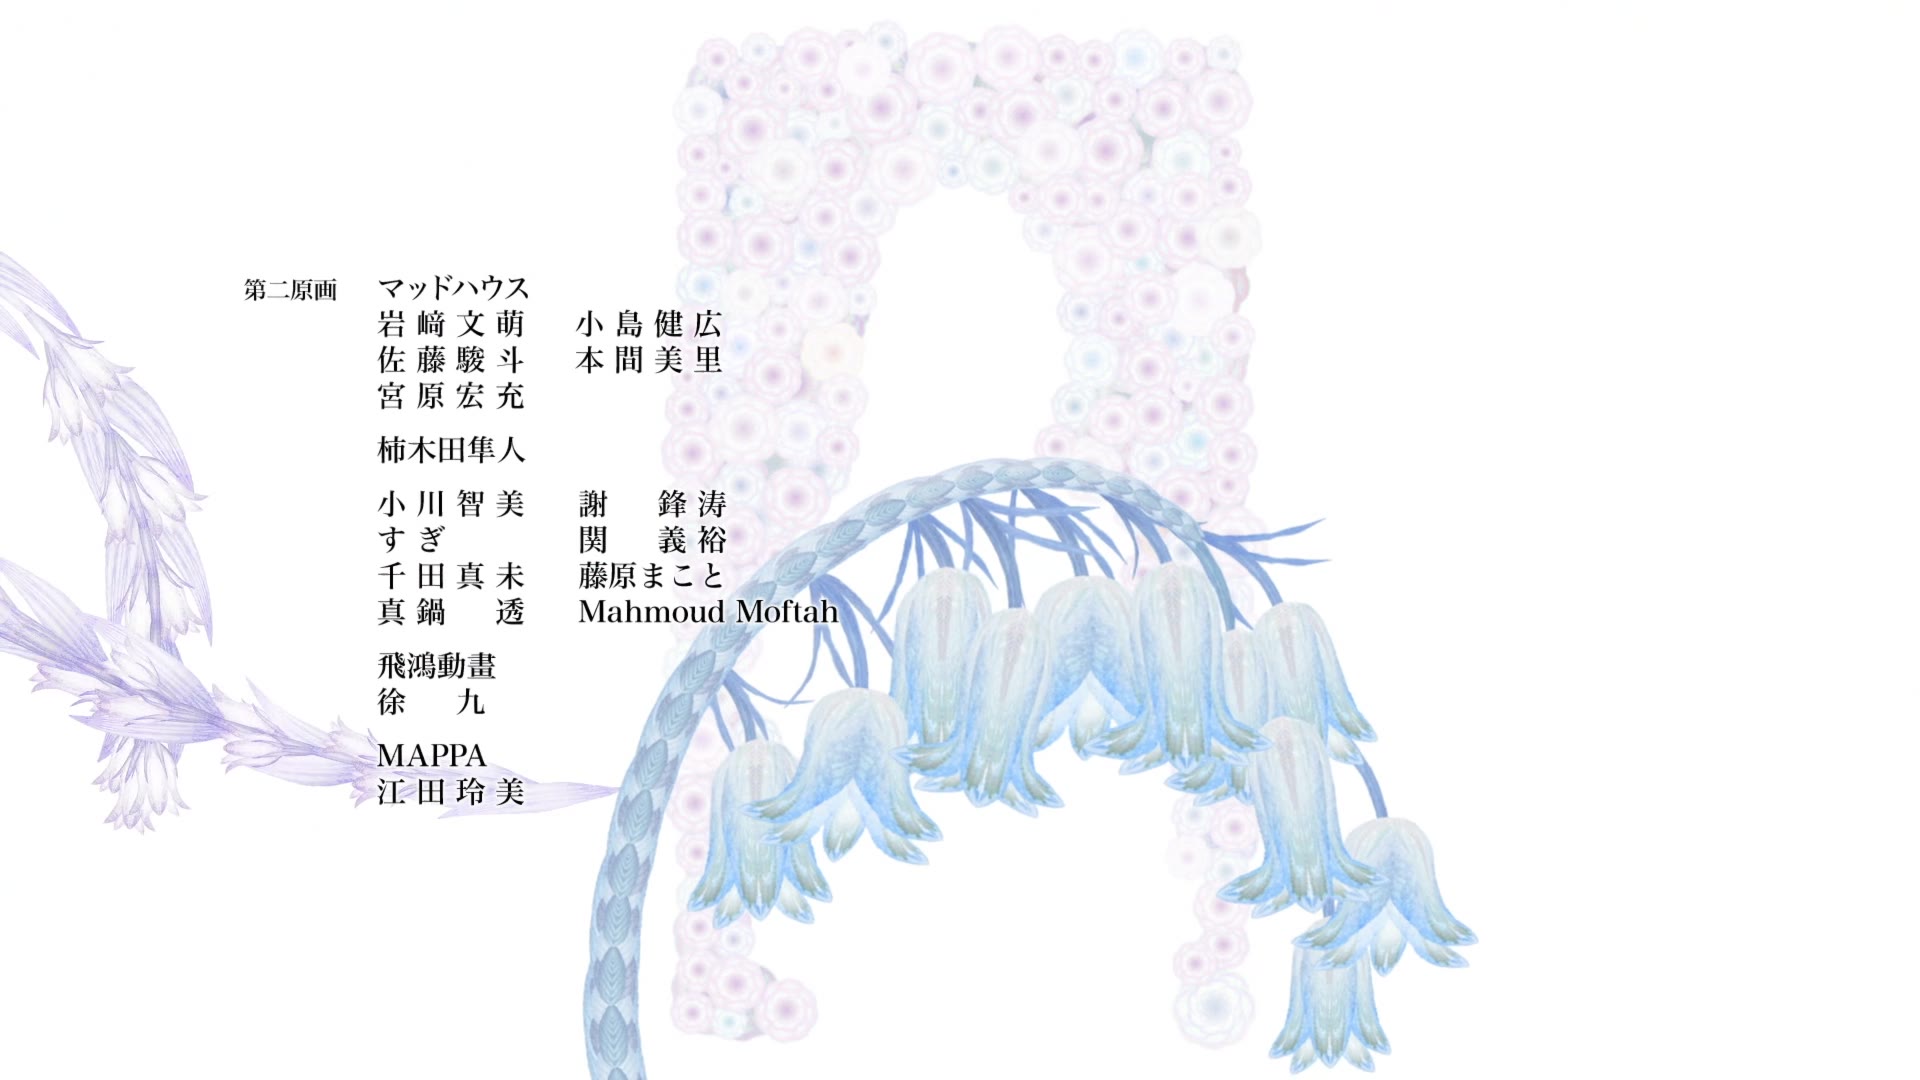 第二原画 マッドハウス
岩﨑文萌 小島健広
佐藤駿斗 本間美里
宮原宏充
柿木田隼人
小川智美 謝 鋒涛
すぎ 関 義裕
千田真未 藤原まこと
真鍋 透 Mahmoud Moftah
飛鴻動畫
徐 九
MAPPA
江田玲美